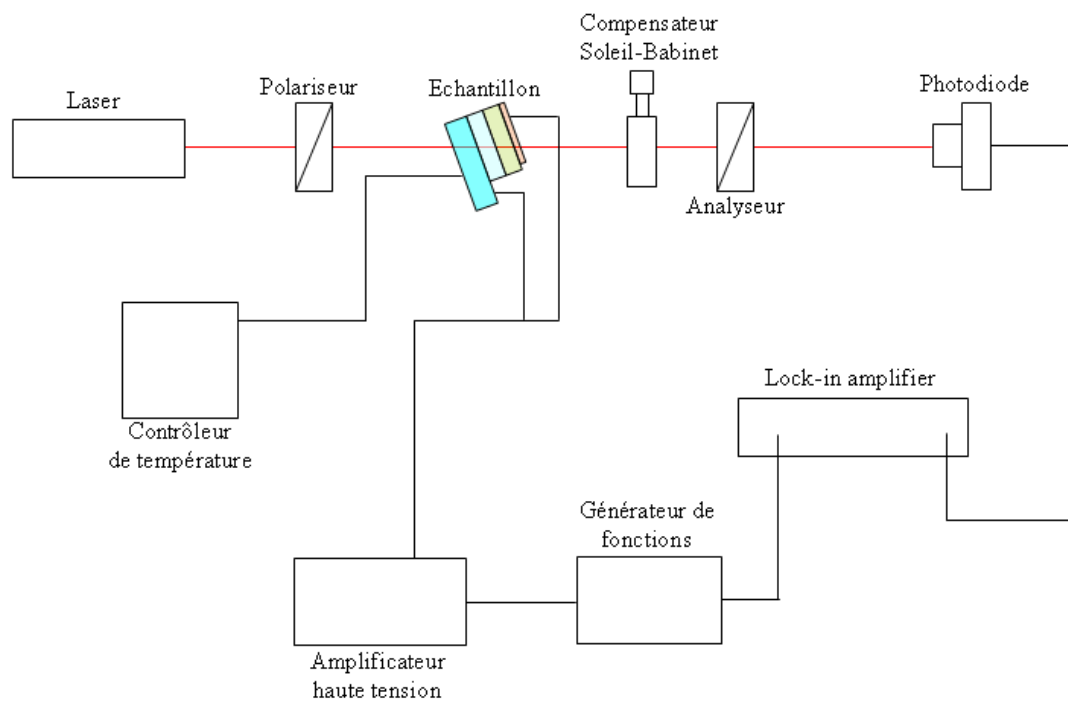 Compensateur
Soleil-Babinet
Laser
Polariseur
Echantillon
Photodiode
Analyseur
Contrôleur
de température
Lock-in amplifier
Générateur de
fonctions
Amplificateur
haute tension